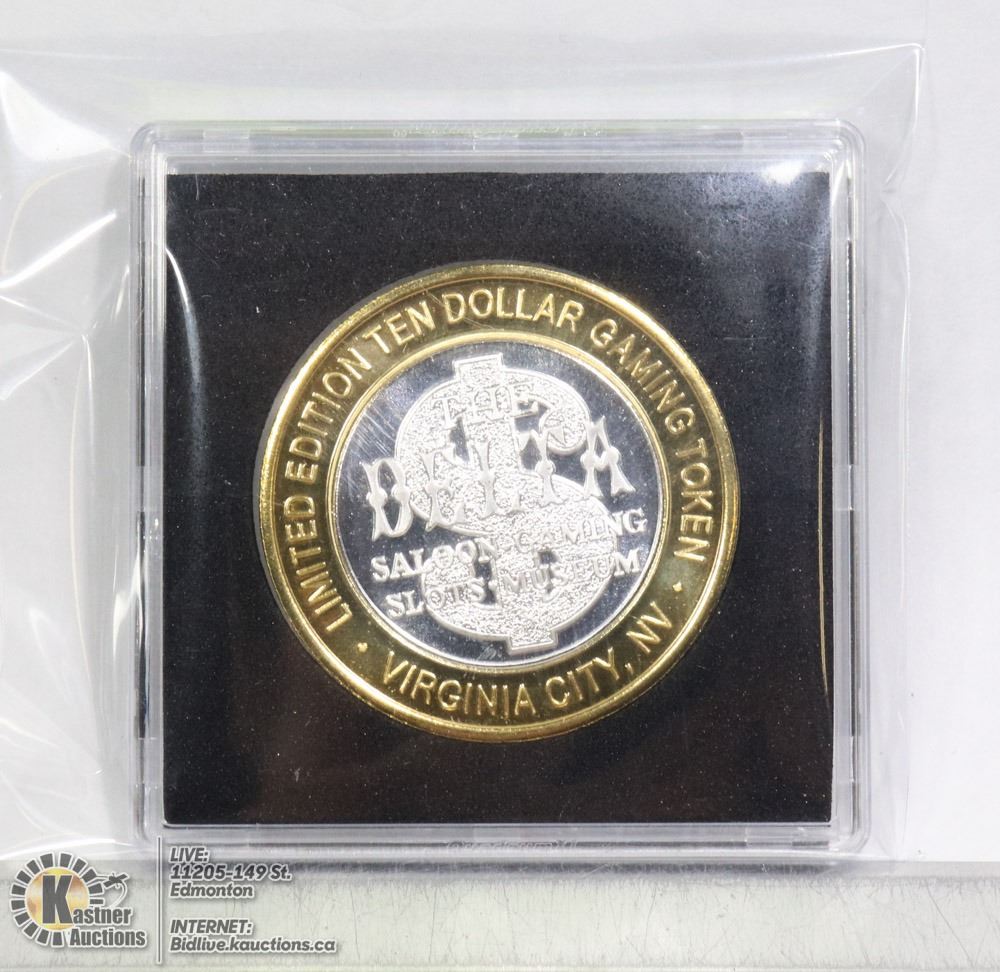 LIMITED EDITION TEN DOLLAR GAMING TOKEN
THE
DELTA
SALOON·GAMING
SLOTS·MUSEUM
· VIRGINIA CITY, NV ·
Kastner
Auctions
LIVE:
11205-149 St.
Edmonton
INTERNET:
Bidlive.kauctions.ca